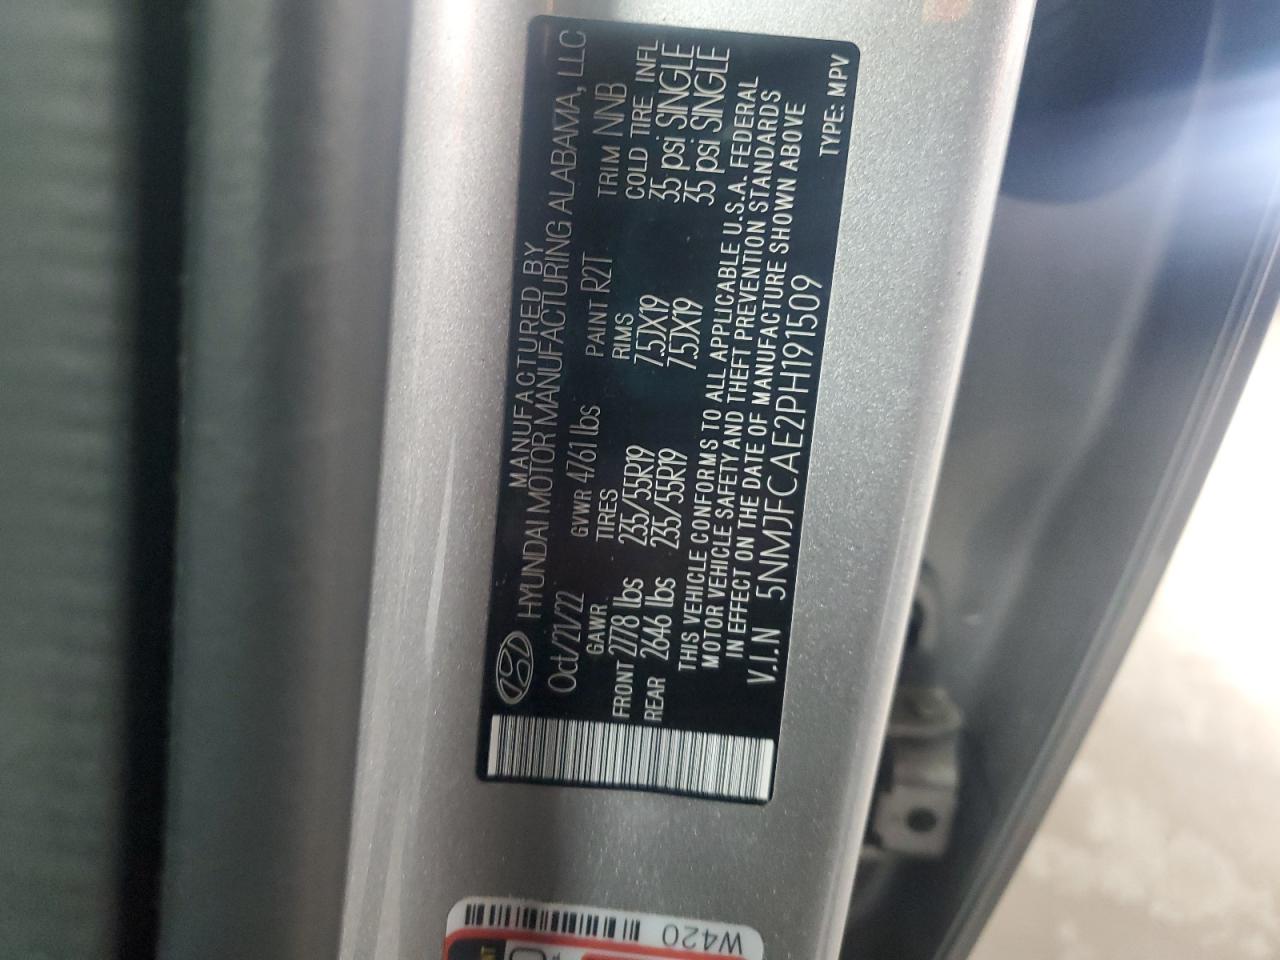 MANUFACTURED BY
HYUNDAI MOTOR MANUFACTURING ALABAMA, LLC
Oct/21/22 GVWR 4761 lbs PAINT R2T TRIM NNB
GAWR TIRES RIMS COLD TIRE INFL
FRONT 2778 lbs 235/55R19 7.5JX19 35 psi SINGLE
REAR 2646 lbs 235/55R19 7.5JX19 35 psi SINGLE
THIS VEHICLE CONFORMS TO ALL APPLICABLE U.S.A. FEDERAL
MOTOR VEHICLE SAFETY AND THEFT PREVENTION STANDARDS
IN EFFECT ON THE DATE OF MANUFACTURE SHOWN ABOVE
V.I.N 5NMJFCAE2PH191509 TYPE: MPV
W420